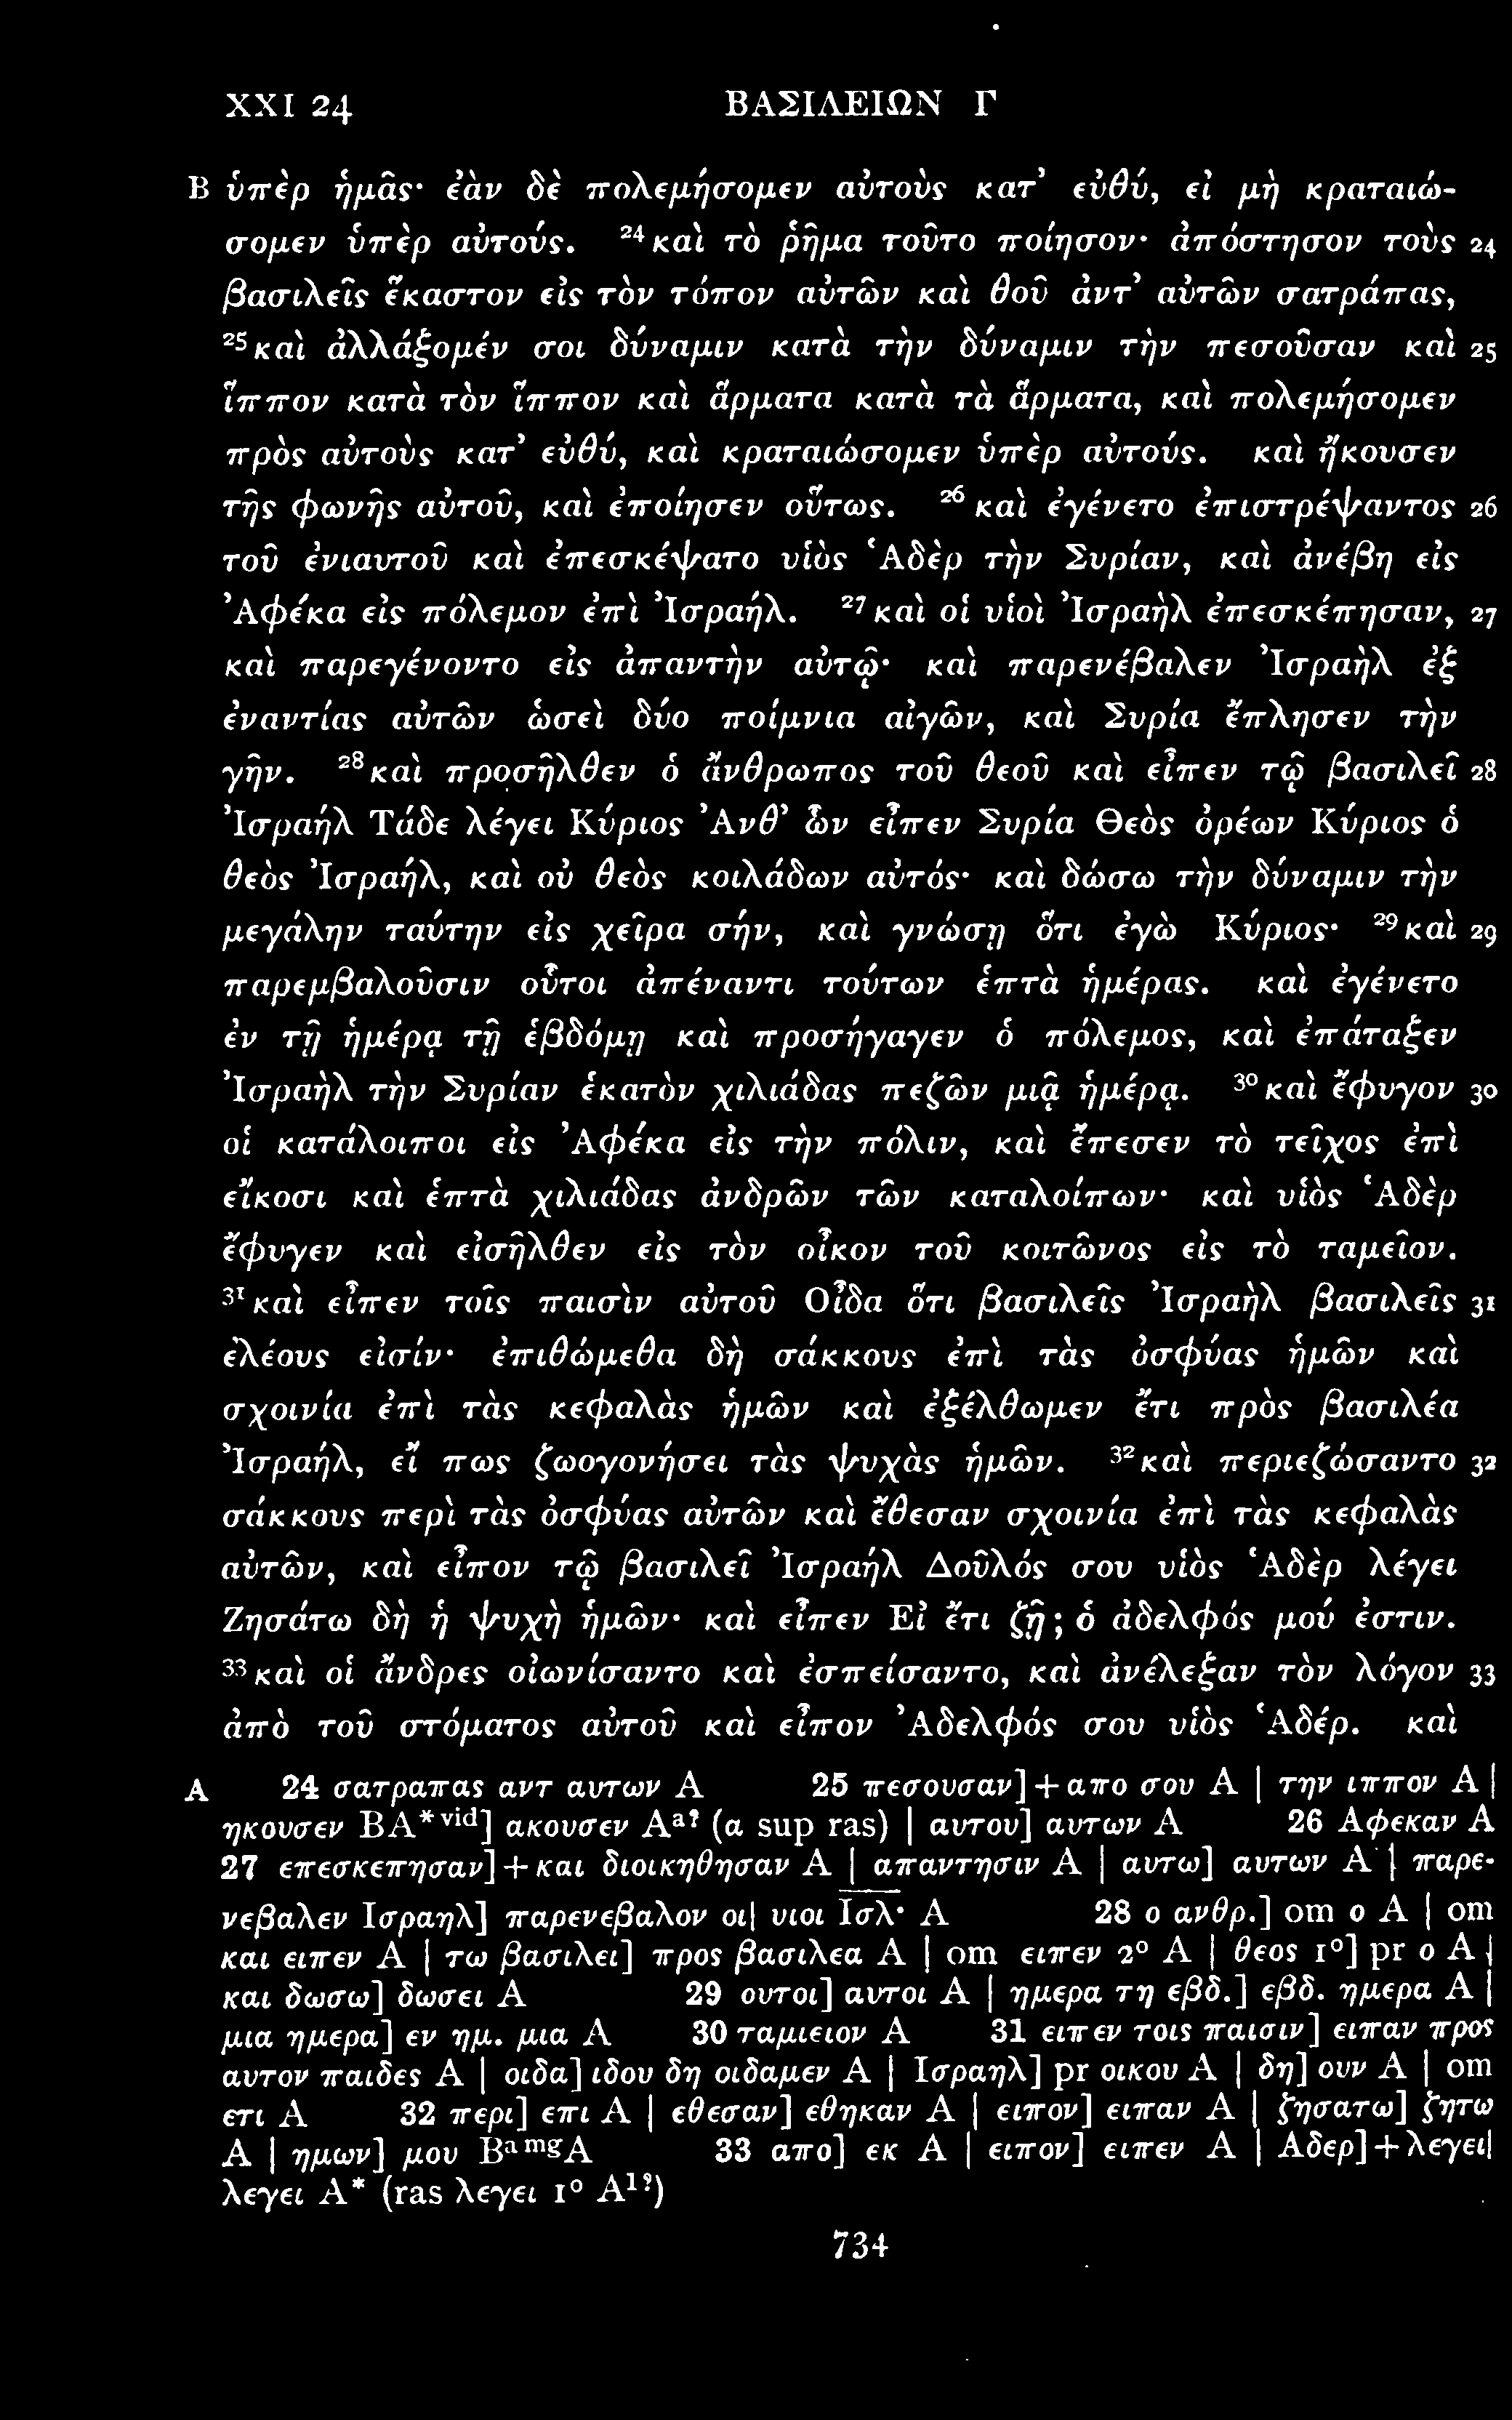 XXI 24 ΒΑΣΙΛΕΙΩΝ Γ
B ὑπὲρ ἡμᾶς· ἐὰν δὲ πολεμήσομεν αὐτοὺς κατ’ εὐθύ, εἰ μὴ κραταιώ-
σομεν ὑπὲρ αὐτούς. ²⁴καὶ τὸ ῥῆμα τοῦτο ποίησον· ἀπόστησον τοὺς 24
βασιλεῖς ἕκαστον εἰς τὸν τόπον αὐτῶν καὶ θοῦ ἀντ’ αὐτῶν σατράπας,
²⁵καὶ ἀλλάξομέν σοι δύναμιν κατὰ τὴν δύναμιν τὴν πεσοῦσαν καὶ 25
ἵππον κατὰ τὸν ἵππον καὶ ἅρματα κατὰ τὰ ἅρματα, καὶ πολεμήσομεν
πρὸς αὐτοὺς κατ’ εὐθύ, καὶ κραταιώσομεν ὑπὲρ αὐτούς. καὶ ἤκουσεν
τῆς φωνῆς αὐτοῦ, καὶ ἐποίησεν οὕτως. ²⁶καὶ ἐγένετο ἐπιστρέψαντος 26
τοῦ ἐνιαυτοῦ καὶ ἐπεσκέψατο υἱὸς Ἁδὲρ τὴν Συρίαν, καὶ ἀνέβη εἰς
Ἀφέκα εἰς πόλεμον ἐπὶ Ἰσραήλ. ²⁷καὶ οἱ υἱοὶ Ἰσραὴλ ἐπεσκέπησαν, 27
καὶ παρεγένοντο εἰς ἀπαντὴν αὐτῷ· καὶ παρενέβαλεν Ἰσραὴλ ἐξ
ἐναντίας αὐτῶν ὡσεὶ δύο ποίμνια αἰγῶν, καὶ Συρία ἔπλησεν τὴν
γῆν. ²⁸καὶ προσῆλθεν ὁ ἄνθρωπος τοῦ θεοῦ καὶ εἶπεν τῷ βασιλεῖ 28
Ἰσραήλ Τάδε λέγει Κύριος Ἀνθ’ ὧν εἶπεν Συρία Θεὸς ὀρέων Κύριος ὁ
θεὸς Ἰσραήλ, καὶ οὐ θεὸς κοιλάδων αὐτός· καὶ δώσω τὴν δύναμιν τὴν
μεγάλην ταύτην εἰς χεῖρα σήν, καὶ γνώσῃ ὅτι ἐγὼ Κύριος· ²⁹καὶ 29
παρεμβαλοῦσιν οὗτοι ἀπέναντι τούτων ἑπτὰ ἡμέρας. καὶ ἐγένετο
ἐν τῇ ἡμέρᾳ τῇ ἑβδόμῃ καὶ προσήγαγεν ὁ πόλεμος, καὶ ἐπάταξεν
Ἰσραὴλ τὴν Συρίαν ἑκατὸν χιλιάδας πεζῶν μιᾷ ἡμέρᾳ. ³⁰καὶ ἔφυγον 30
οἱ κατάλοιποι εἰς Ἀφέκα εἰς τὴν πόλιν, καὶ ἔπεσεν τὸ τεῖχος ἐπὶ
εἴκοσι καὶ ἑπτὰ χιλιάδας ἀνδρῶν τῶν καταλοίπων· καὶ υἱὸς Ἁδὲρ
ἔφυγεν καὶ εἰσῆλθεν εἰς τὸν οἶκον τοῦ κοιτῶνος εἰς τὸ ταμεῖον.
³¹καὶ εἶπεν τοῖς παισὶν αὐτοῦ Οἶδα ὅτι βασιλεῖς Ἰσραὴλ βασιλεῖς 31
ἐλέους εἰσίν· ἐπιθώμεθα δὴ σάκκους ἐπὶ τὰς ὀσφύας ἡμῶν καὶ
σχοινία ἐπὶ τὰς κεφαλὰς ἡμῶν καὶ ἐξέλθωμεν ἔτι πρὸς βασιλέα
Ἰσραήλ, εἴ πως ζωογονήσει τὰς ψυχὰς ἡμῶν. ³²καὶ περιεζώσαντο 32
σάκκους περὶ τὰς ὀσφύας αὐτῶν καὶ ἔθεσαν σχοινία ἐπὶ τὰς κεφαλὰς
αὐτῶν, καὶ εἶπον τῷ βασιλεῖ Ἰσραήλ Δοῦλός σου υἱὸς Ἁδὲρ λέγει
Ζησάτω δὴ ἡ ψυχὴ ἡμῶν· καὶ εἶπεν Εἰ ἔτι ζῇ; ὁ ἀδελφός μού ἐστιν.
³³καὶ οἱ ἄνδρες οἰωνίσαντο καὶ ἐσπείσαντο, καὶ ἀνέλεξαν τὸν λόγον 33
ἀπὸ τοῦ στόματος αὐτοῦ καὶ εἶπον Ἀδελφός σου υἱὸς Ἁδέρ. καὶ
A 24 σατραπας αντ αυτων A 25 πεσουσαν]+απο σου A | την ιππον A |
ηκουσεν BA*ᵛⁱᵈ] ακουσεν Aᵃ? (α sup ras) | αυτου] αυτων A 26 Αφεκαν A
27 επεσκεπησαν]+και διοικηθησαν A | απαντησιν A | αυτω] αυτων A | παρε-
νεβαλεν Ισραηλ] παρενεβαλον οι| υιοι Ισ̅λ̅· A 28 ο ανθρ.] om ο A | om
και ειπεν A | τω βασιλει] προς βασιλεα A | om ειπεν 2° A | θεος 1°] pr ο A |
και δωσω] δωσει A 29 ουτοι] αυτοι A | ημερα τη εβδ.] εβδ. ημερα A |
μια ημερα] εν ημ. μια A 30 ταμιειον A 31 ειπεν τοις παισιν] ειπαν προς
αυτον παιδες A | οιδα] ιδου δη οιδαμεν A | Ισραηλ] pr οικου A | δη] ουν A | om
ετι A 32 περι] επι A | εθεσαν] εθηκαν A | ειπον] ειπαν A | ζησατω] ζητω
A | ημων] μου Bᵃᵐᵍ A 33 απο] εκ A | ειπον] ειπεν A | Αδερ]+λεγει|
λεγει A* (ras λεγει 1° A¹?)
734